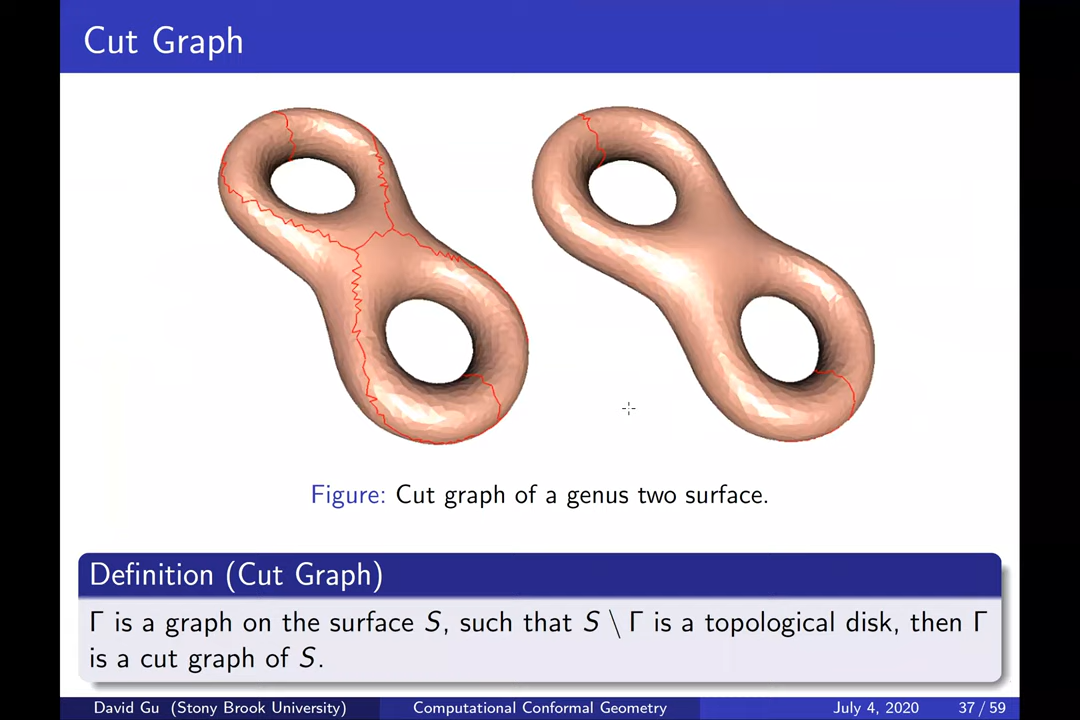 Cut Graph
Figure: Cut graph of a genus two surface.
Definition (Cut Graph)
Γ is a graph on the surface S, such that S \ Γ is a topological disk, then Γ
is a cut graph of S.
David Gu (Stony Brook University) Computational Conformal Geometry July 4, 2020 37 / 59